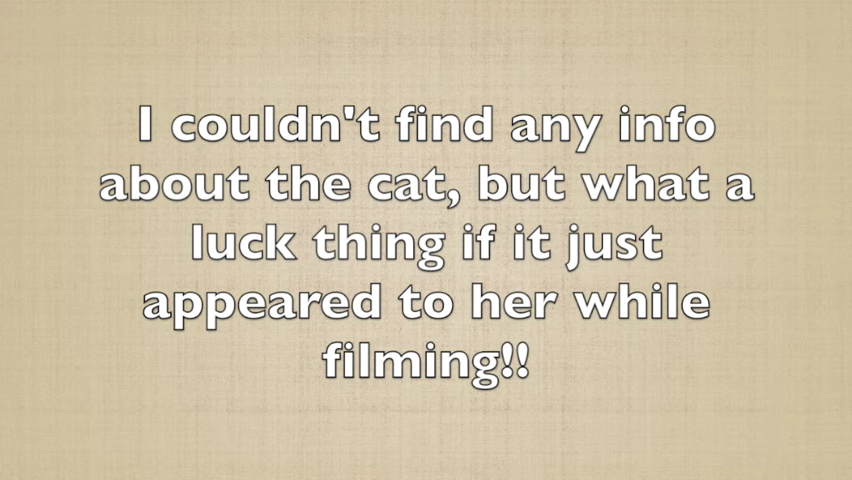 I couldn't find any info
about the cat, but what a
luck thing if it just
appeared to her while
filming!!